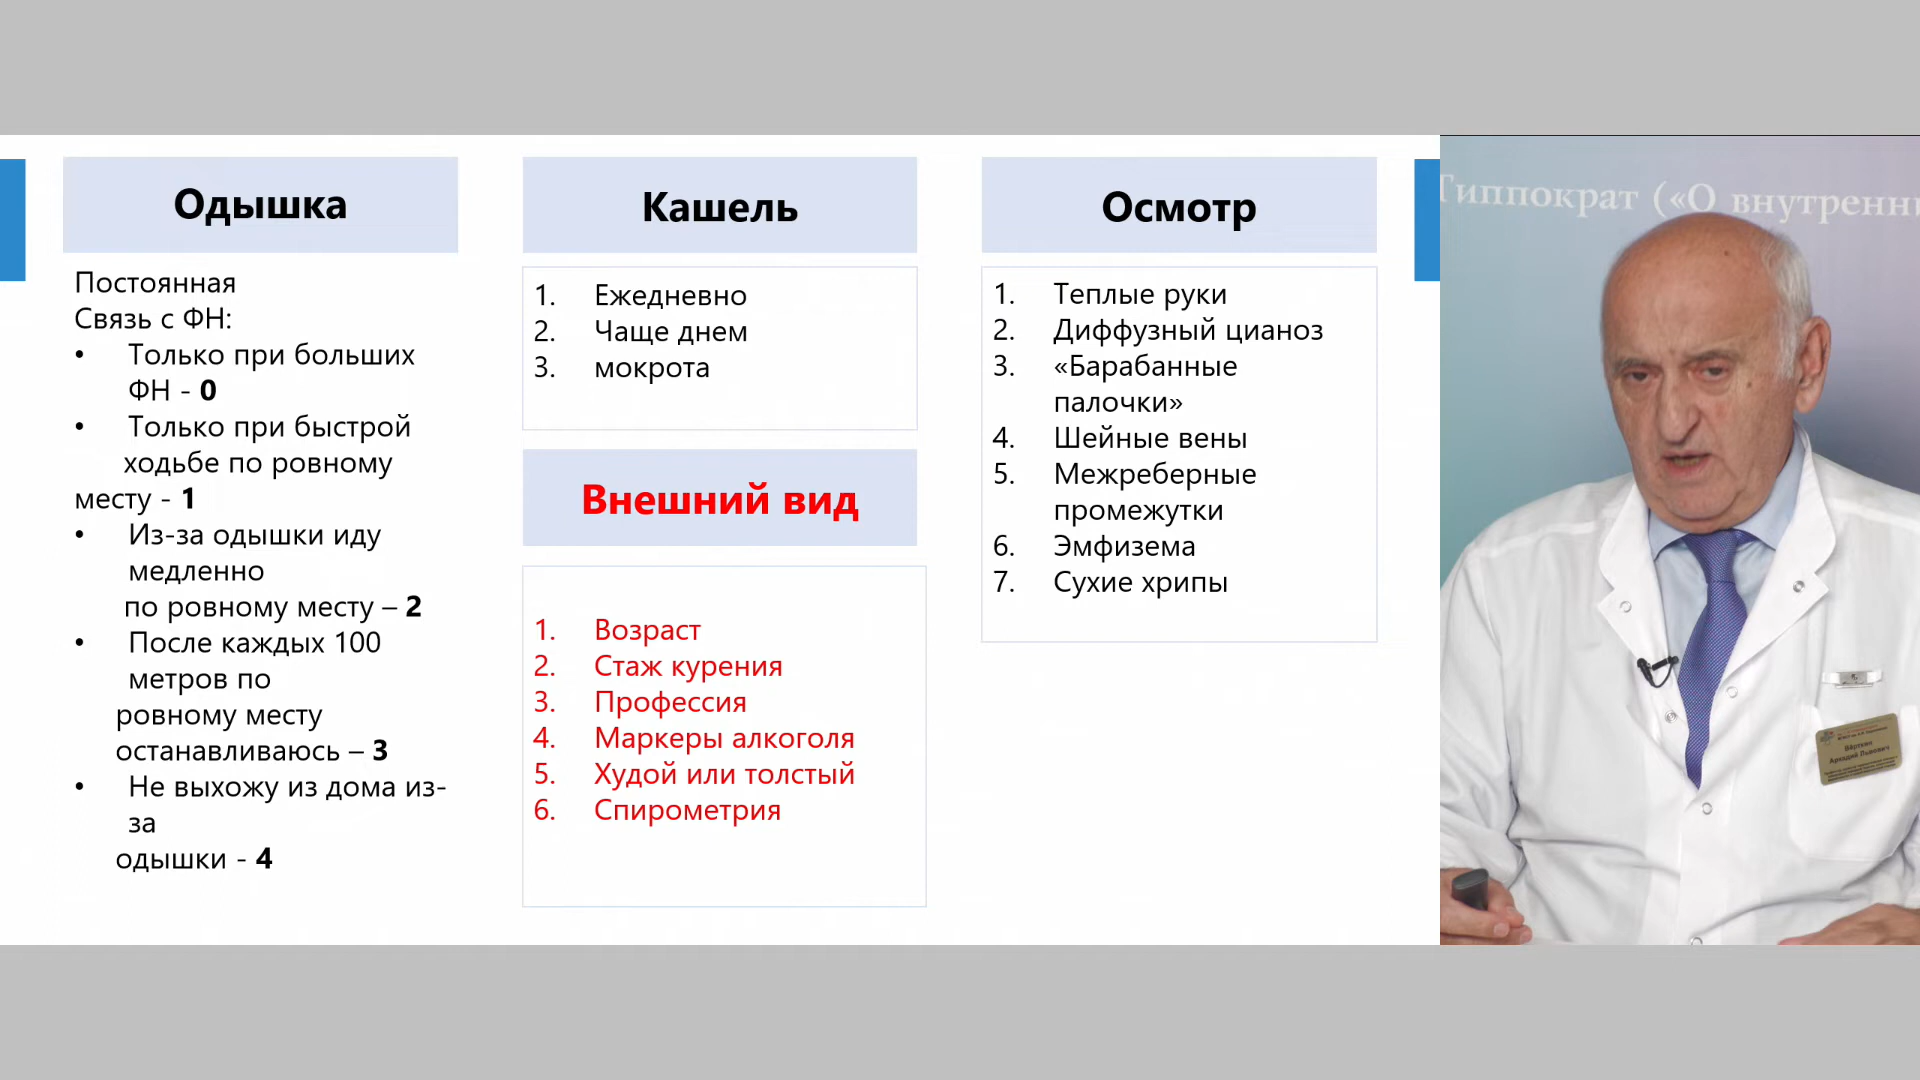 Одышка
Постоянная
Связь с ФН:
• Только при больших
ФН - 0
• Только при быстрой
ходьбе по ровному
месту - 1
• Из-за одышки иду
медленно
по ровному месту – 2
• После каждых 100
метров по
ровному месту
останавливаюсь – 3
• Не выхожу из дома из-
за
одышки - 4
Кашель
1. Ежедневно
2. Чаще днем
3. мокрота
Внешний вид
1. Возраст
2. Стаж курения
3. Профессия
4. Маркеры алкоголя
5. Худой или толстый
6. Спирометрия
Осмотр
1. Теплые руки
2. Диффузный цианоз
3. «Барабанные
палочки»
4. Шейные вены
5. Межреберные
промежутки
6. Эмфизема
7. Сухие хрипы
Гиппократ («О внутренн
Вёрткин
Аркадий Львович